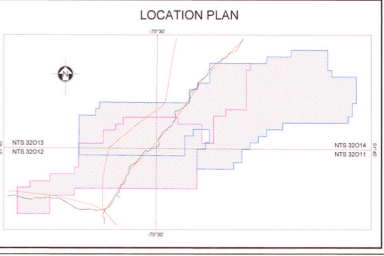 LOCATION PLAN
-75°30'
N
NTS 32O13
NTS 32O12
NTS 32O14
NTS 32O11
-75°30'